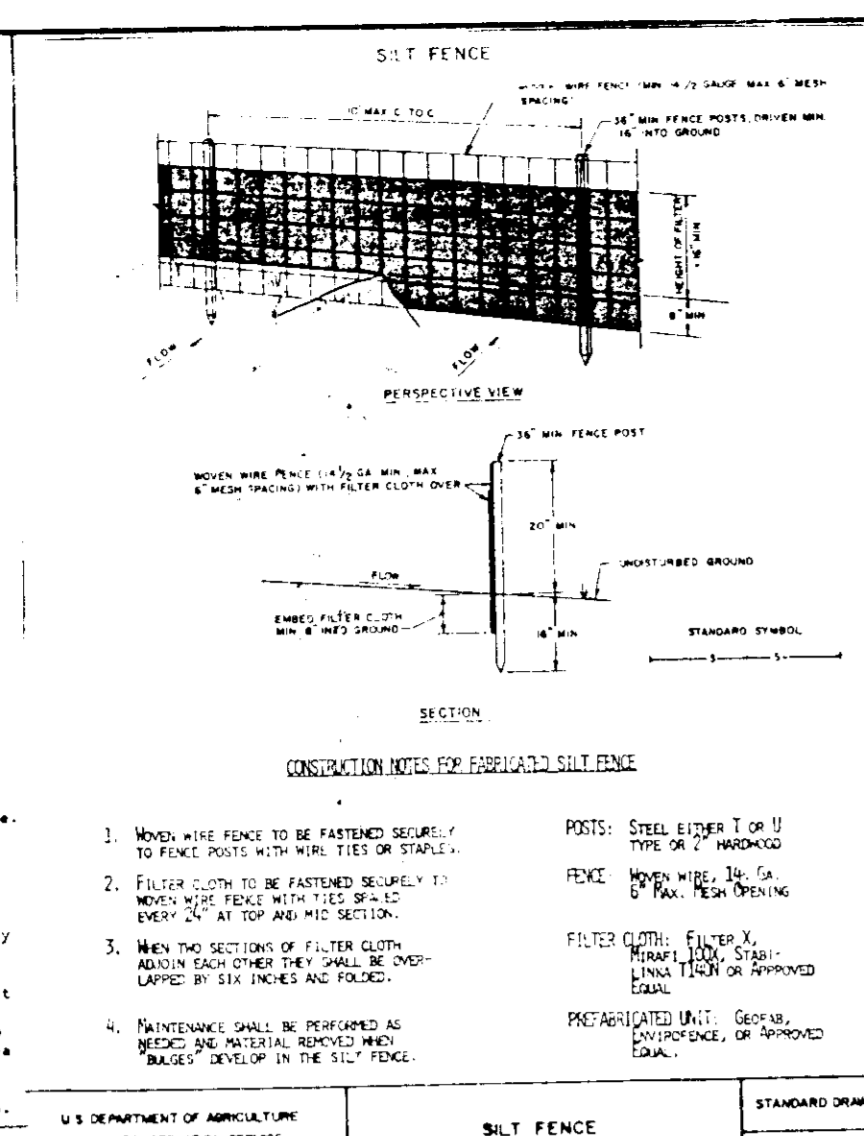 SILT FENCE
WIRE FENCE (MIN 14 1/2 GAUGE MAX 6" MESH
SPACING)
10' MAX C TO C
36" MIN FENCE POSTS, DRIVEN MIN.
16" INTO GROUND
HEIGHT OF FILTER
16" MIN
8" MIN
FLOW
FLOW
PERSPECTIVE VIEW
36" MIN FENCE POST
WOVEN WIRE FENCE (14 1/2 GA MIN, MAX
6" MESH SPACING) WITH FILTER CLOTH OVER
20" MIN
UNDISTURBED GROUND
FLOW
EMBED FILTER CLOTH
MIN 8" INTO GROUND
16" MIN
STANDARD SYMBOL
SECTION
CONSTRUCTION NOTES FOR FABRICATED SILT FENCE
1. WOVEN WIRE FENCE TO BE FASTENED SECURELY
TO FENCE POSTS WITH WIRE TIES OR STAPLES.
2. FILTER CLOTH TO BE FASTENED SECURELY TO
WOVEN WIRE FENCE WITH TIES SPACED
EVERY 24" AT TOP AND MID SECTION.
3. WHEN TWO SECTIONS OF FILTER CLOTH
ADJOIN EACH OTHER THEY SHALL BE OVER-
LAPPED BY SIX INCHES AND FOLDED.
4. MAINTENANCE SHALL BE PERFORMED AS
NEEDED AND MATERIAL REMOVED WHEN
"BULGES" DEVELOP IN THE SILT FENCE.
POSTS: STEEL EITHER T OR U
TYPE OR 2" HARDWOOD
FENCE: WOVEN WIRE, 14. GA.
6" MAX. MESH OPENING
FILTER CLOTH: FILTER X,
MIRAFI 100X, STABI-
LINKA T140N OR APPROVED
EQUAL
PREFABRICATED UNIT: GEOFAB,
ENVIROFENCE, OR APPROVED
EQUAL.
U S DEPARTMENT OF AGRICULTURE
SILT FENCE
STANDARD DRAW